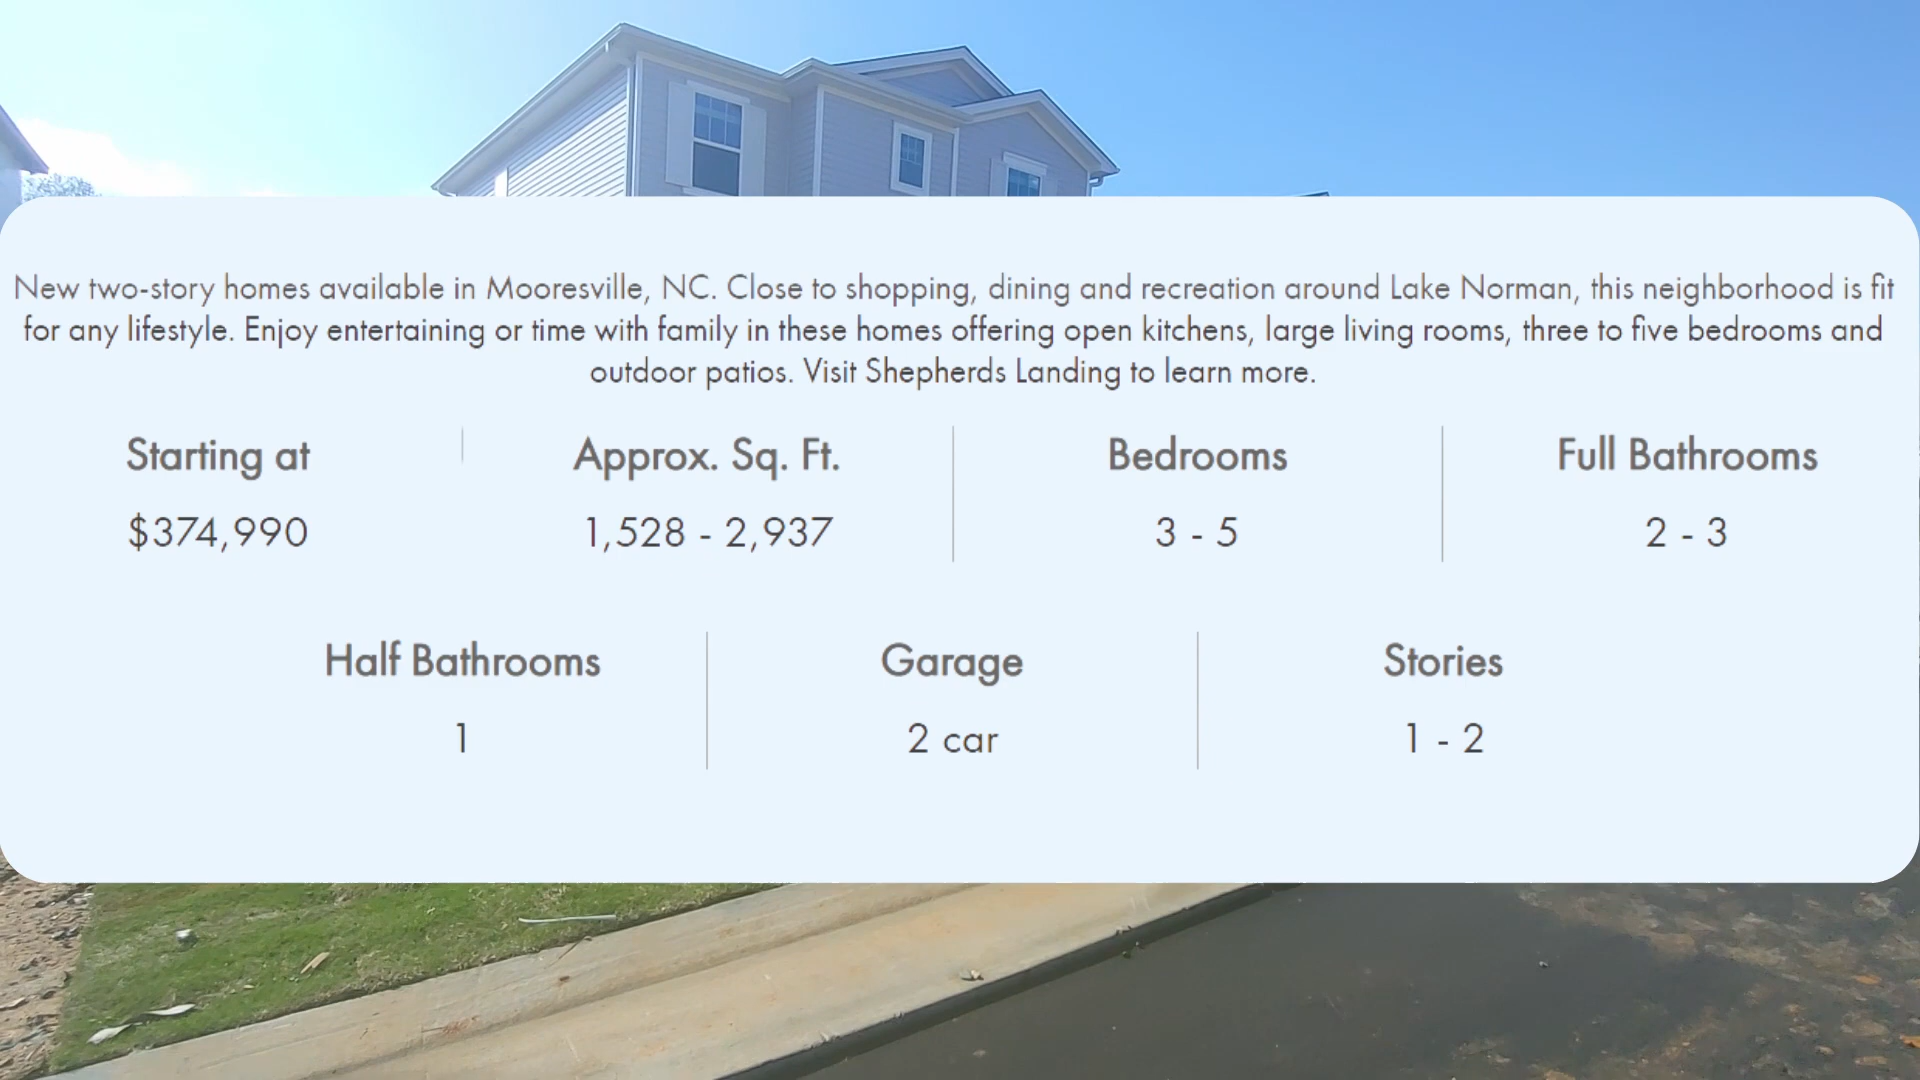 New two-story homes available in Mooresville, NC. Close to shopping, dining and recreation around Lake Norman, this neighborhood is fit
for any lifestyle. Enjoy entertaining or time with family in these homes offering open kitchens, large living rooms, three to five bedrooms and
outdoor patios. Visit Shepherds Landing to learn more.
Starting at
$374,990
Approx. Sq. Ft.
1,528 - 2,937
Bedrooms
3 - 5
Full Bathrooms
2 - 3
Half Bathrooms
1
Garage
2 car
Stories
1 - 2